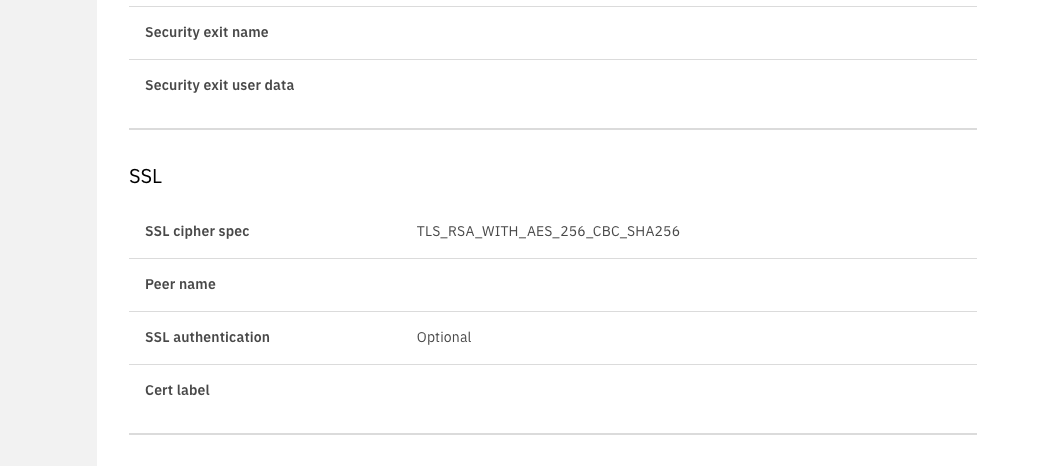 Security exit name
Security exit user data
SSL
SSL cipher spec TLS_RSA_WITH_AES_256_CBC_SHA256
Peer name
SSL authentication Optional
Cert label